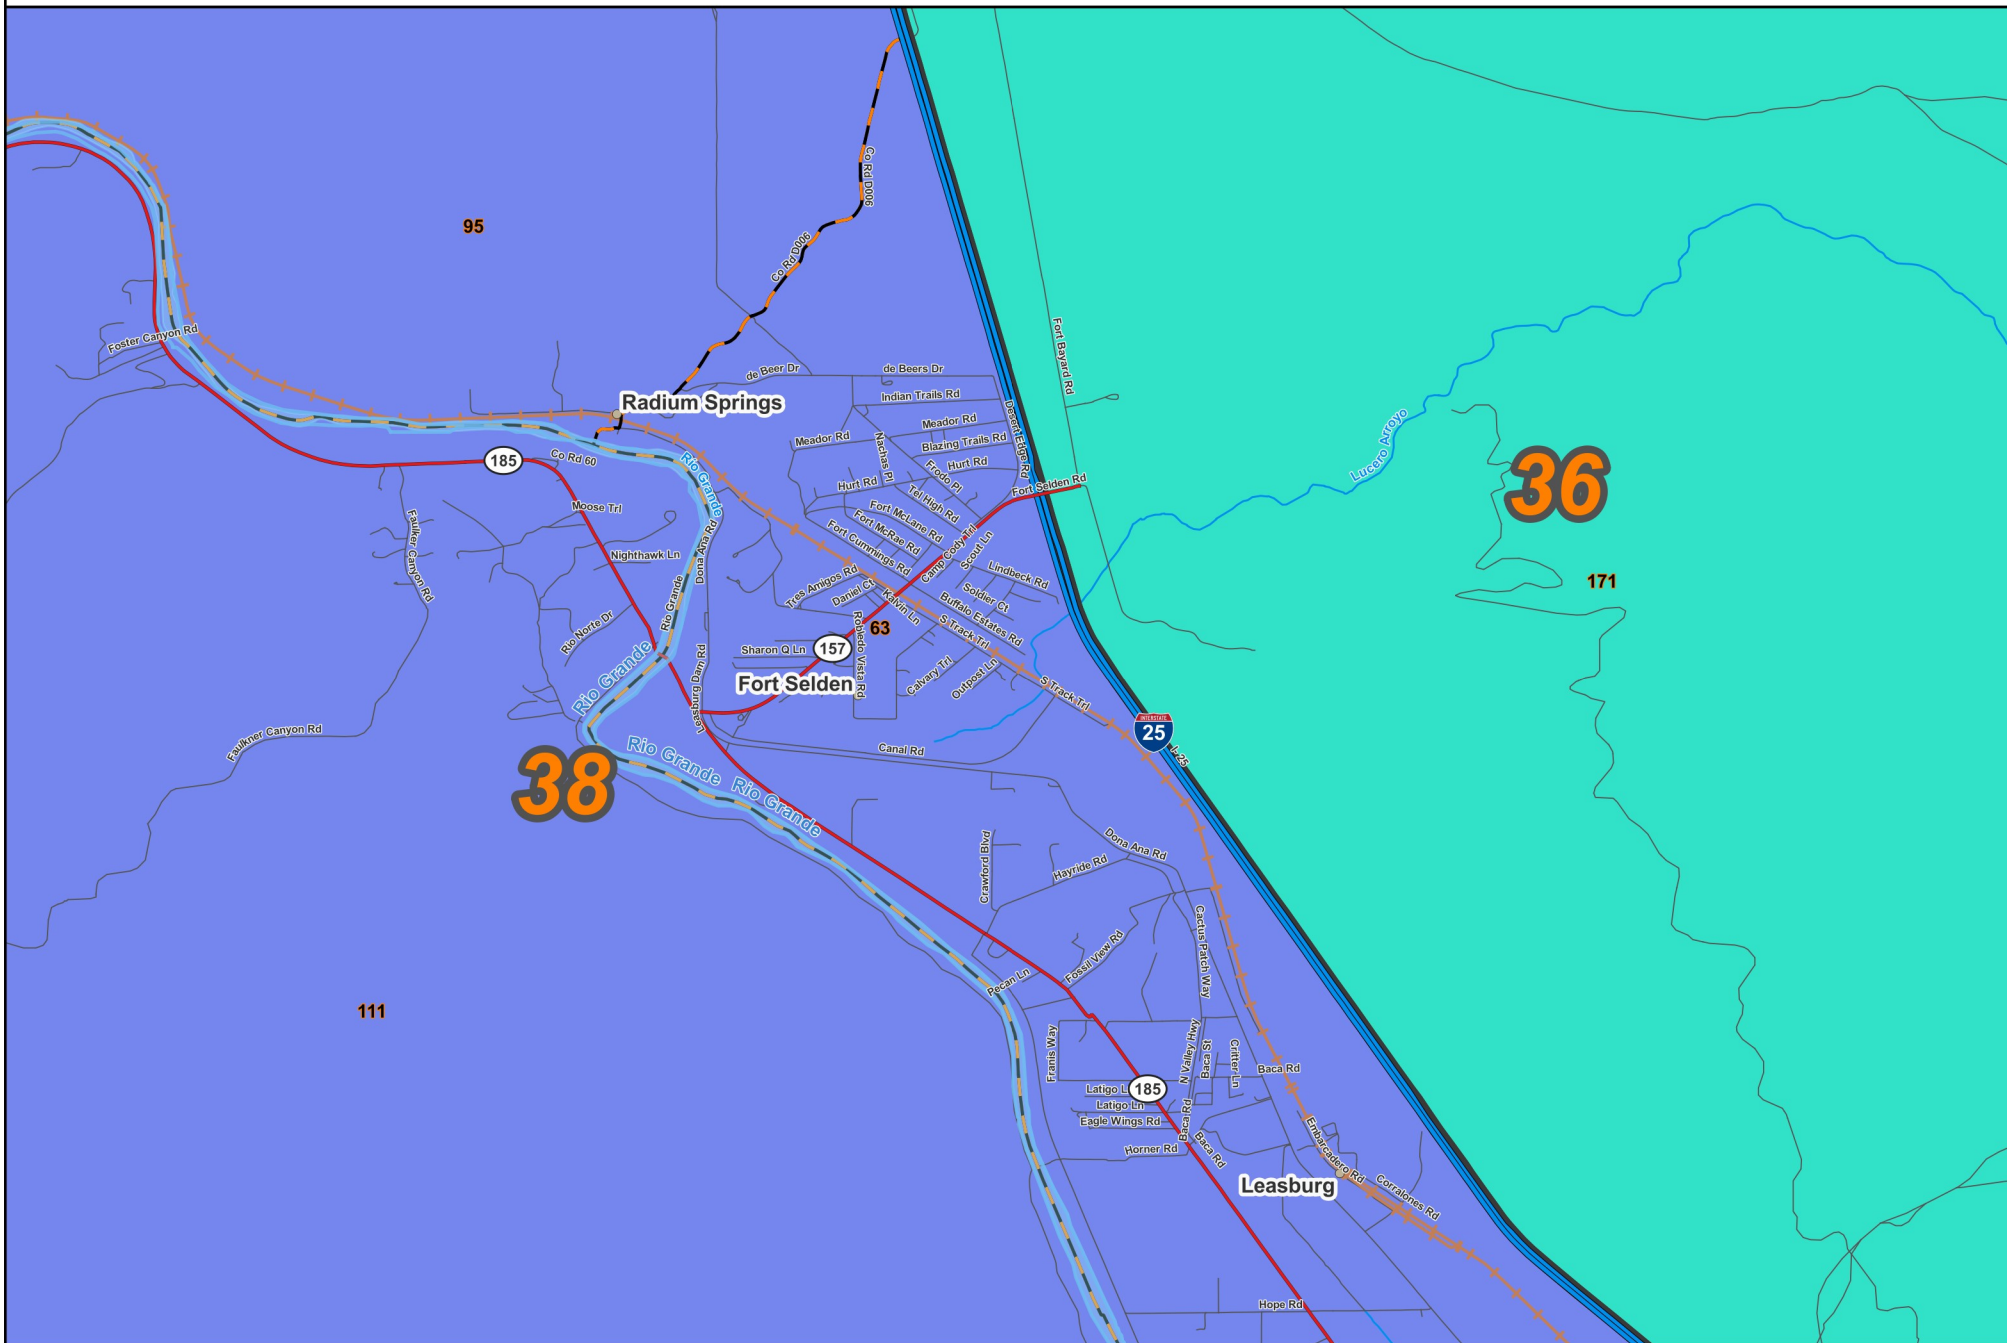 Co Rd D006
95
Co Rd D006
Foster Canyon Rd
Fort Bayard Rd
de Beer Dr
de Beers Dr
Radium Springs
Indian Trails Rd
Desert Edge Rd
Lucero Arroyo
Meador Rd
Meador Rd
Nachas Pl
Blazing Trails Rd
185
Co Rd 60
Rio Grande
Hurt Rd
Frodo Pl
36
Hurt Rd
Fort Selden Rd
Tel High Rd
Moose Trl
Fort McLane Rd
Fort McRae Rd
Fort Cummings Rd
Faulker Canyon Rd
Dona Ana Rd
Camp Cody Trl
Scout Ln
Nighthawk Ln
Lindbeck Rd
171
Tres Amigos Rd
Daniel Ct
Kalvin Ln
Soldier Ct
Buffalo Estates Rd
Rio Grande
Rio Norte Dr
Robledo Vista Rd
63
S Track Trl
Sharon Q Ln
157
Rio Grande
Leasburg Dam Rd
Fort Selden
Calvary Trl
Outpost Ln
S Track Trl
Faulkner Canyon Rd
INTERSTATE
25
I- 25
Rio Grande
Canal Rd
38
Rio Grande
Dona Ana Rd
Crawford Blvd
Hayride Rd
Cactus Patch Way
Fossil View Rd
Pecan Ln
111
Franis Way
N Valley Hwy
Baca St
Critter Ln
Baca Rd
Latigo L
185
Latigo Ln
Baca Rd
Eagle Wings Rd
Embarcadero Rd
Horner Rd
Baca Rd
Leasburg
Corralones Rd
Hope Rd